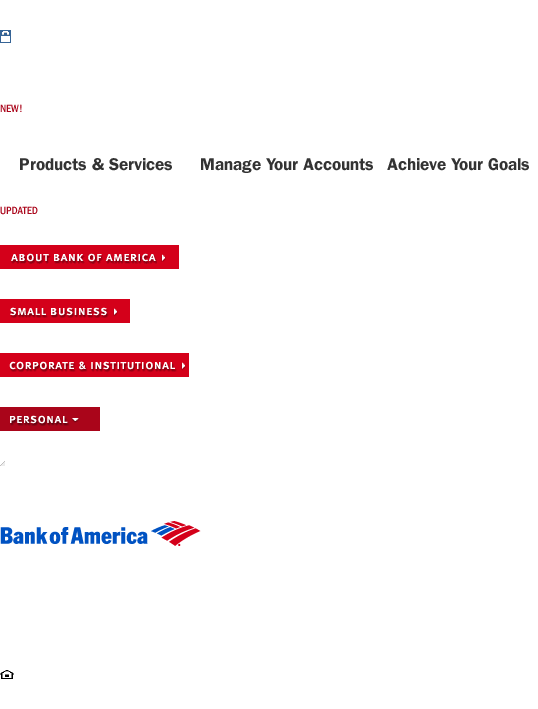 NEW!
Products & Services Manage Your Accounts Achieve Your Goals
UPDATED
ABOUT BANK OF AMERICA
SMALL BUSINESS
CORPORATE & INSTITUTIONAL
PERSONAL
Bank of America